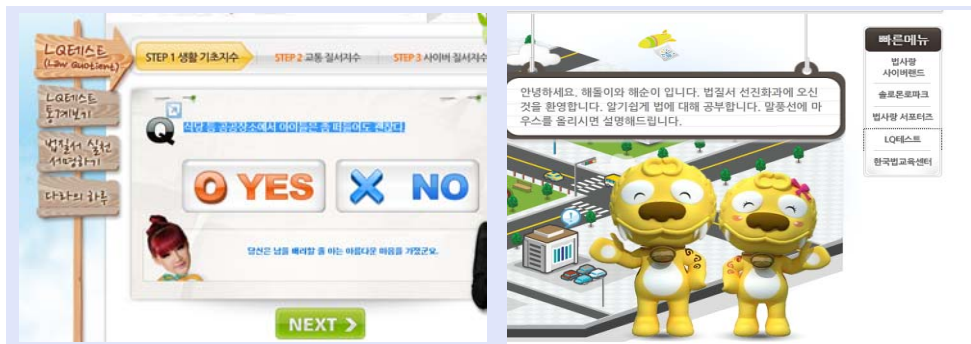 LQ테스트
(Law Quotient)
LQ테스트
통계보기
법질서 실천
서명하기
다나의 하루
STEP 1 생활 기초지수
STEP 2 교통 질서지수
STEP 3 사이버 질서지수
Q 식당 등 공공장소에서 아이들은 좀 떠들어도 괜찮다
O YES
X NO
당신은 남을 배려할 줄 아는 아름다운 마음을 가졌군요.
NEXT >
안녕하세요. 해돌이와 해순이 입니다. 법질서 선진화과에 오신
것을 환영합니다. 알기쉽게 법에 대해 공부합니다. 말풍선에 마
우스를 올리시면 설명해드립니다.
빠른메뉴
법사랑
사이버랜드
솔로몬로파크
법사랑 서포터즈
LQ테스트
한국법교육센터